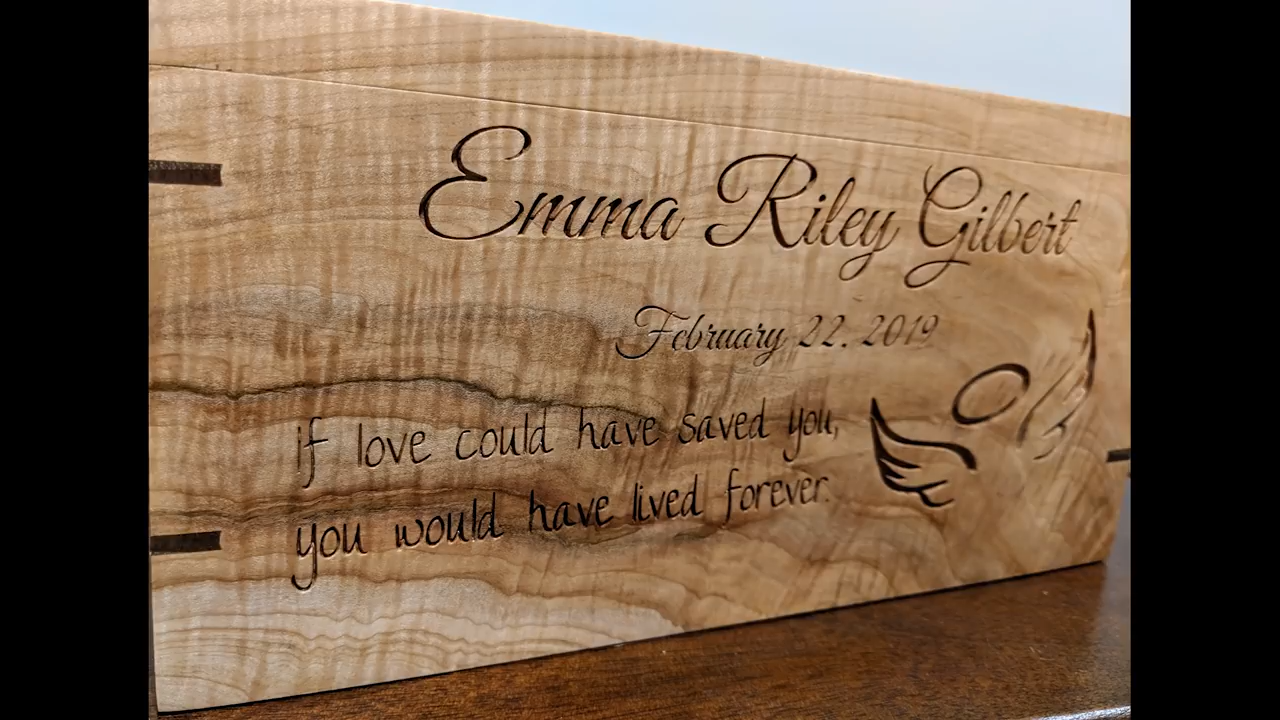 Emma Riley Gilbert
February 22, 2019
if love could have saved you,
you would have lived forever.